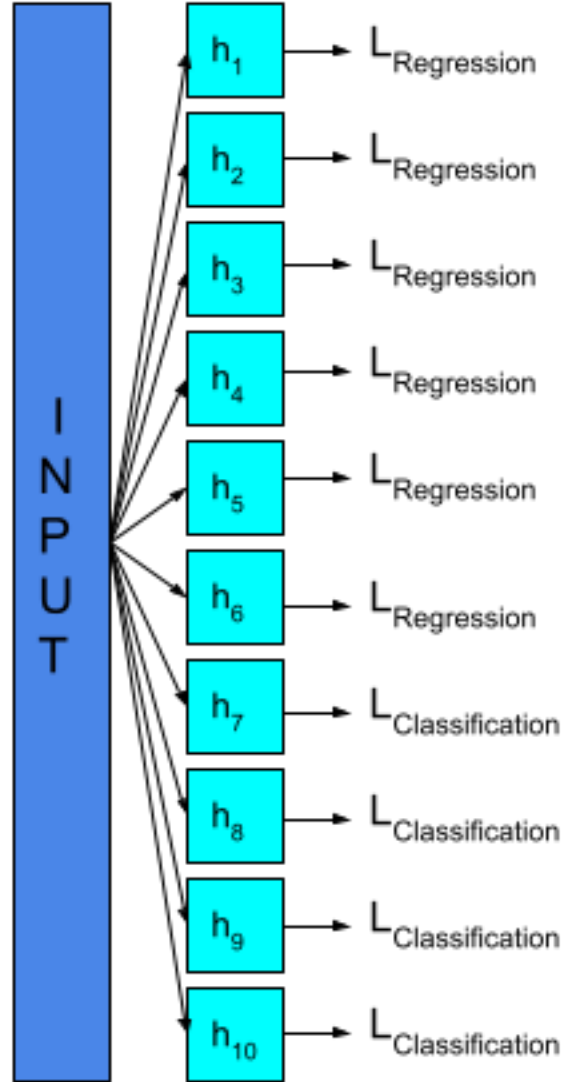 INPUT
h1
LRegression
h2
LRegression
h3
LRegression
h4
LRegression
h5
LRegression
h6
LRegression
h7
LClassification
h8
LClassification
h9
LClassification
h10
LClassification